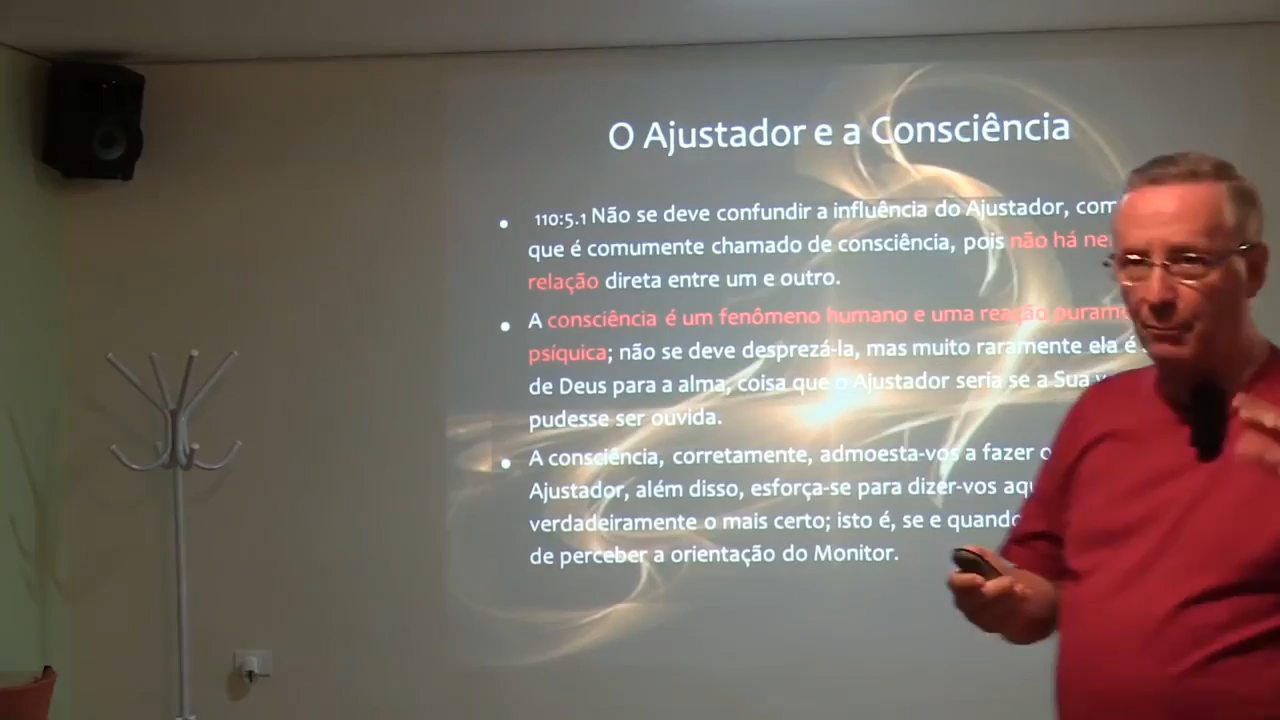 O Ajustador e a Consciência
110:5.1 Não se deve confundir a influência do Ajustador,
que é comumente chamado de consciência, pois não há
relação direta entre um e outro.
A consciência é um fenômeno humano e uma reação
psíquica; não se deve desprezá-la, mas muito raramente ela é
de Deus para a alma, coisa que o Ajustador seria se a Sua
pudesse ser ouvida.
A consciência, corretamente, admoesta-vos a fazer
Ajustador, além disso, esforça-se para dizer-vos
verdadeiramente o mais certo; isto é, se e quando
de perceber a orientação do Monitor.